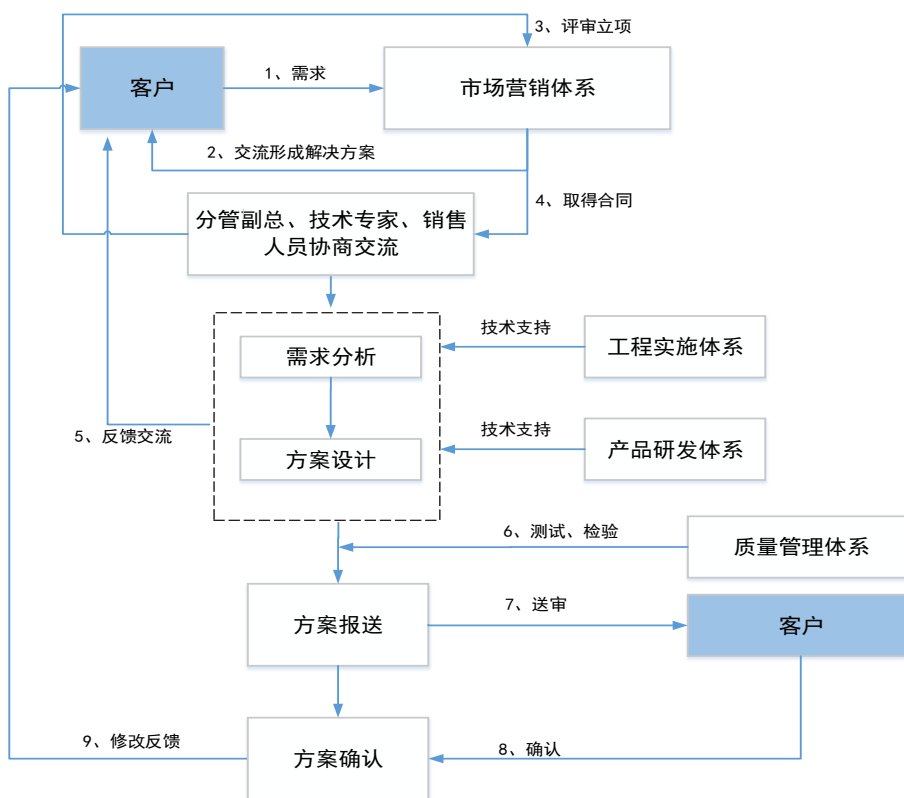 3、评审立项
客户
1、需求
市场营销体系
2、交流形成解决方案
4、取得合同
分管副总、技术专家、销售
人员协商交流
技术支持
需求分析
工程实施体系
5、反馈交流
技术支持
方案设计
产品研发体系
6、测试、检验
质量管理体系
7、送审
方案报送
客户
9、修改反馈
8、确认
方案确认